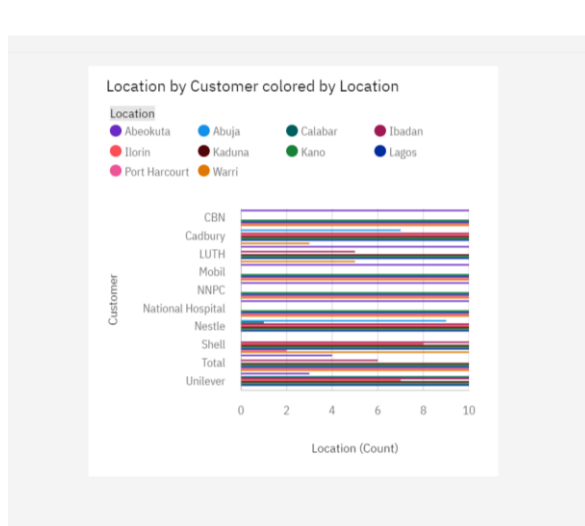 Location by Customer colored by Location
Location
Abeokuta Abuja Calabar Ibadan
Ilorin Kaduna Kano Lagos
Port Harcourt Warri
Customer
CBN
Cadbury
LUTH
Mobil
NNPC
National Hospital
Nestle
Shell
Total
Unilever
0 2 4 6 8 10
Location (Count)